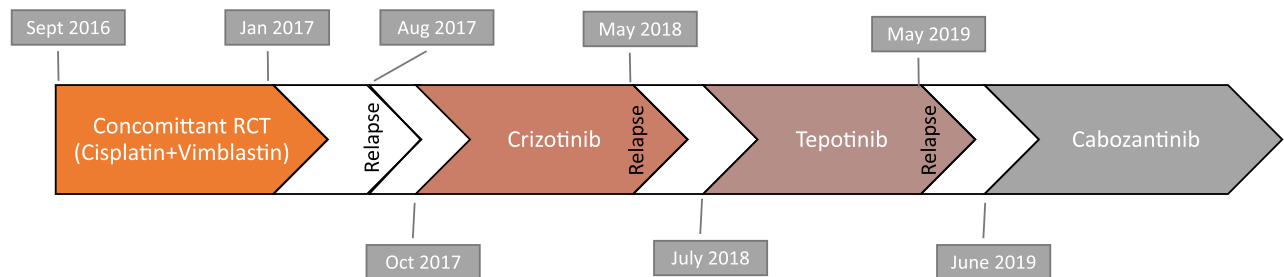 Sept 2016
Jan 2017
Aug 2017
May 2018
May 2019
Concomittant RCT
(Cisplatin+Vimblastin)
Relapse
Crizotinib
Relapse
Tepotinib
Relapse
Cabozantinib
Oct 2017
July 2018
June 2019